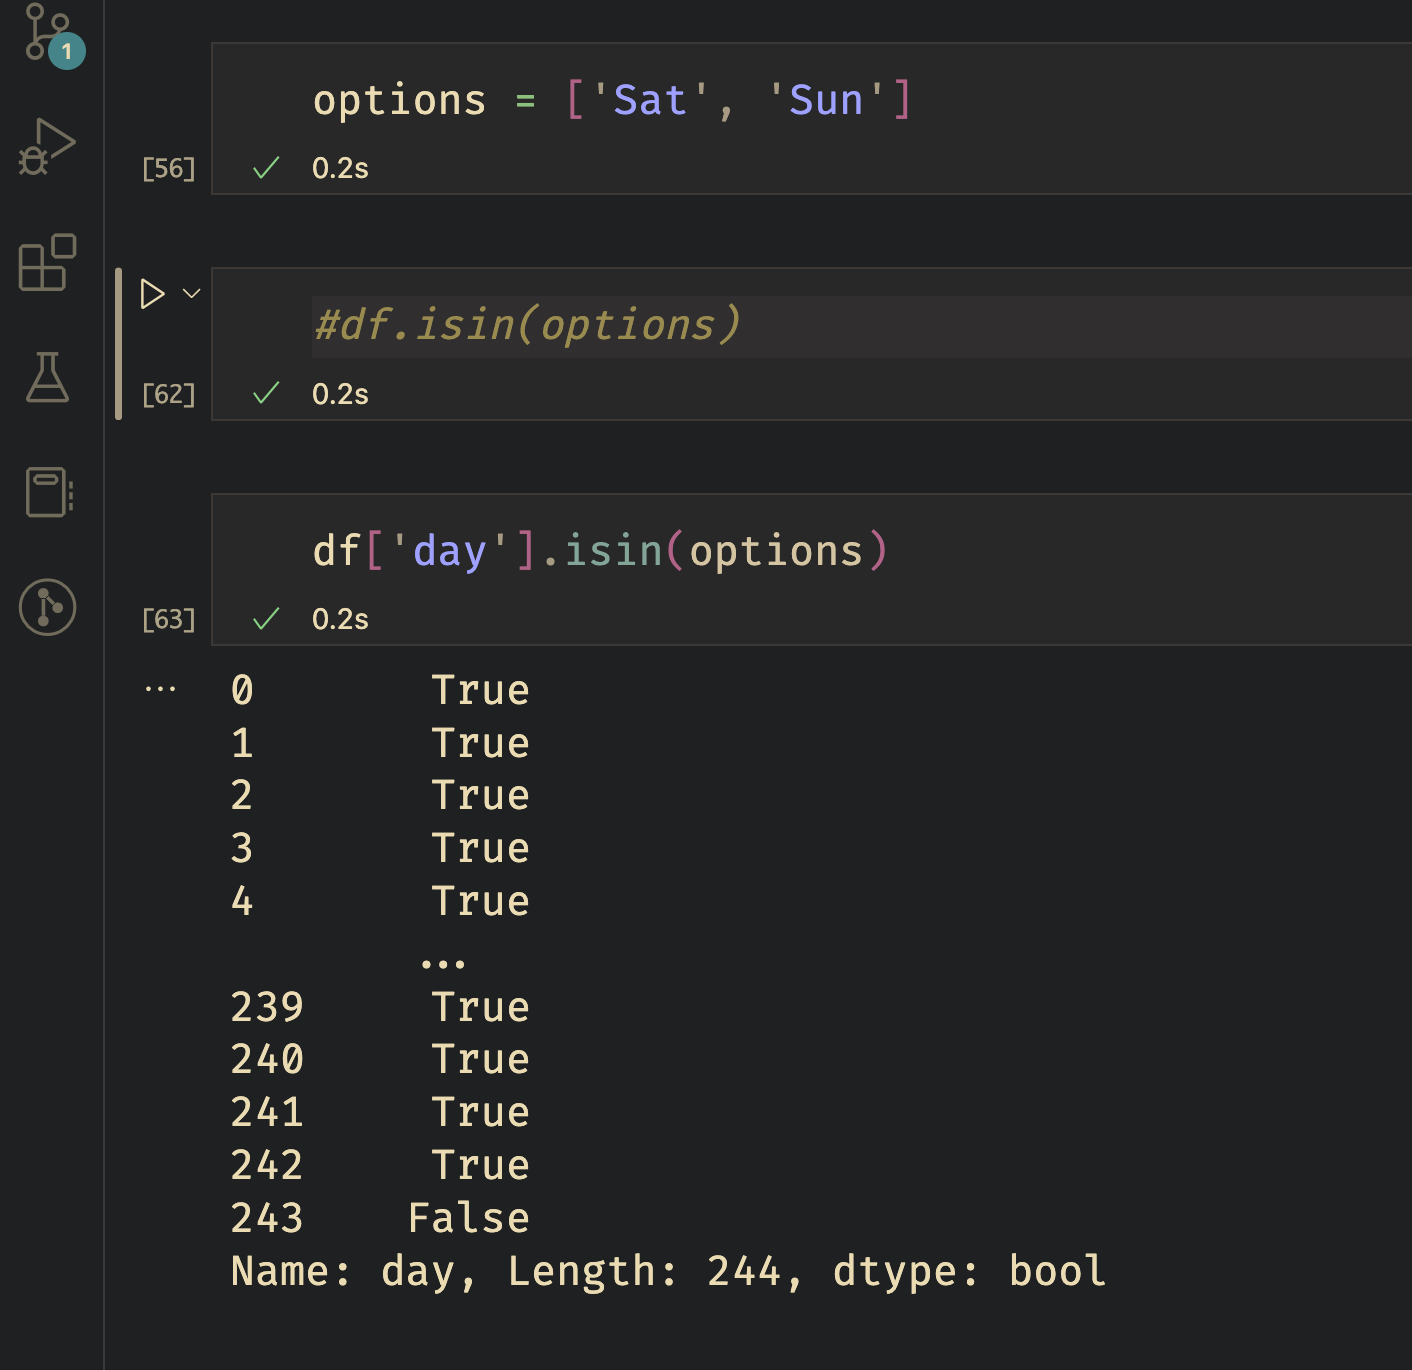 1
options = ['Sat', 'Sun']
[56] 0.2s
#df.isin(options)
[62] 0.2s
df['day'].isin(options)
[63] 0.2s
... 0 True
1 True
2 True
3 True
4 True
...
239 True
240 True
241 True
242 True
243 False
Name: day, Length: 244, dtype: bool